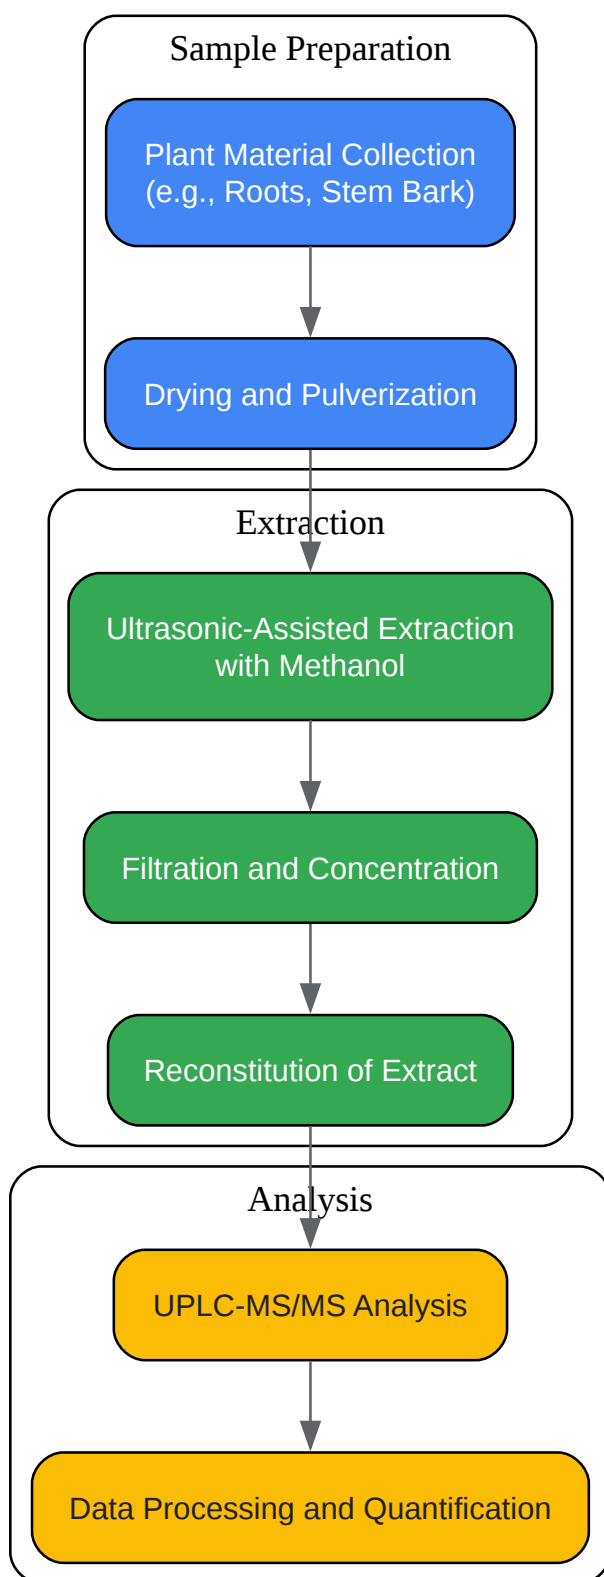 Sample Preparation
Plant Material Collection
(e.g., Roots, Stem Bark)
Drying and Pulverization
Extraction
Ultrasonic-Assisted Extraction
with Methanol
Filtration and Concentration
Reconstitution of Extract
Analysis
UPLC-MS/MS Analysis
Data Processing and Quantification